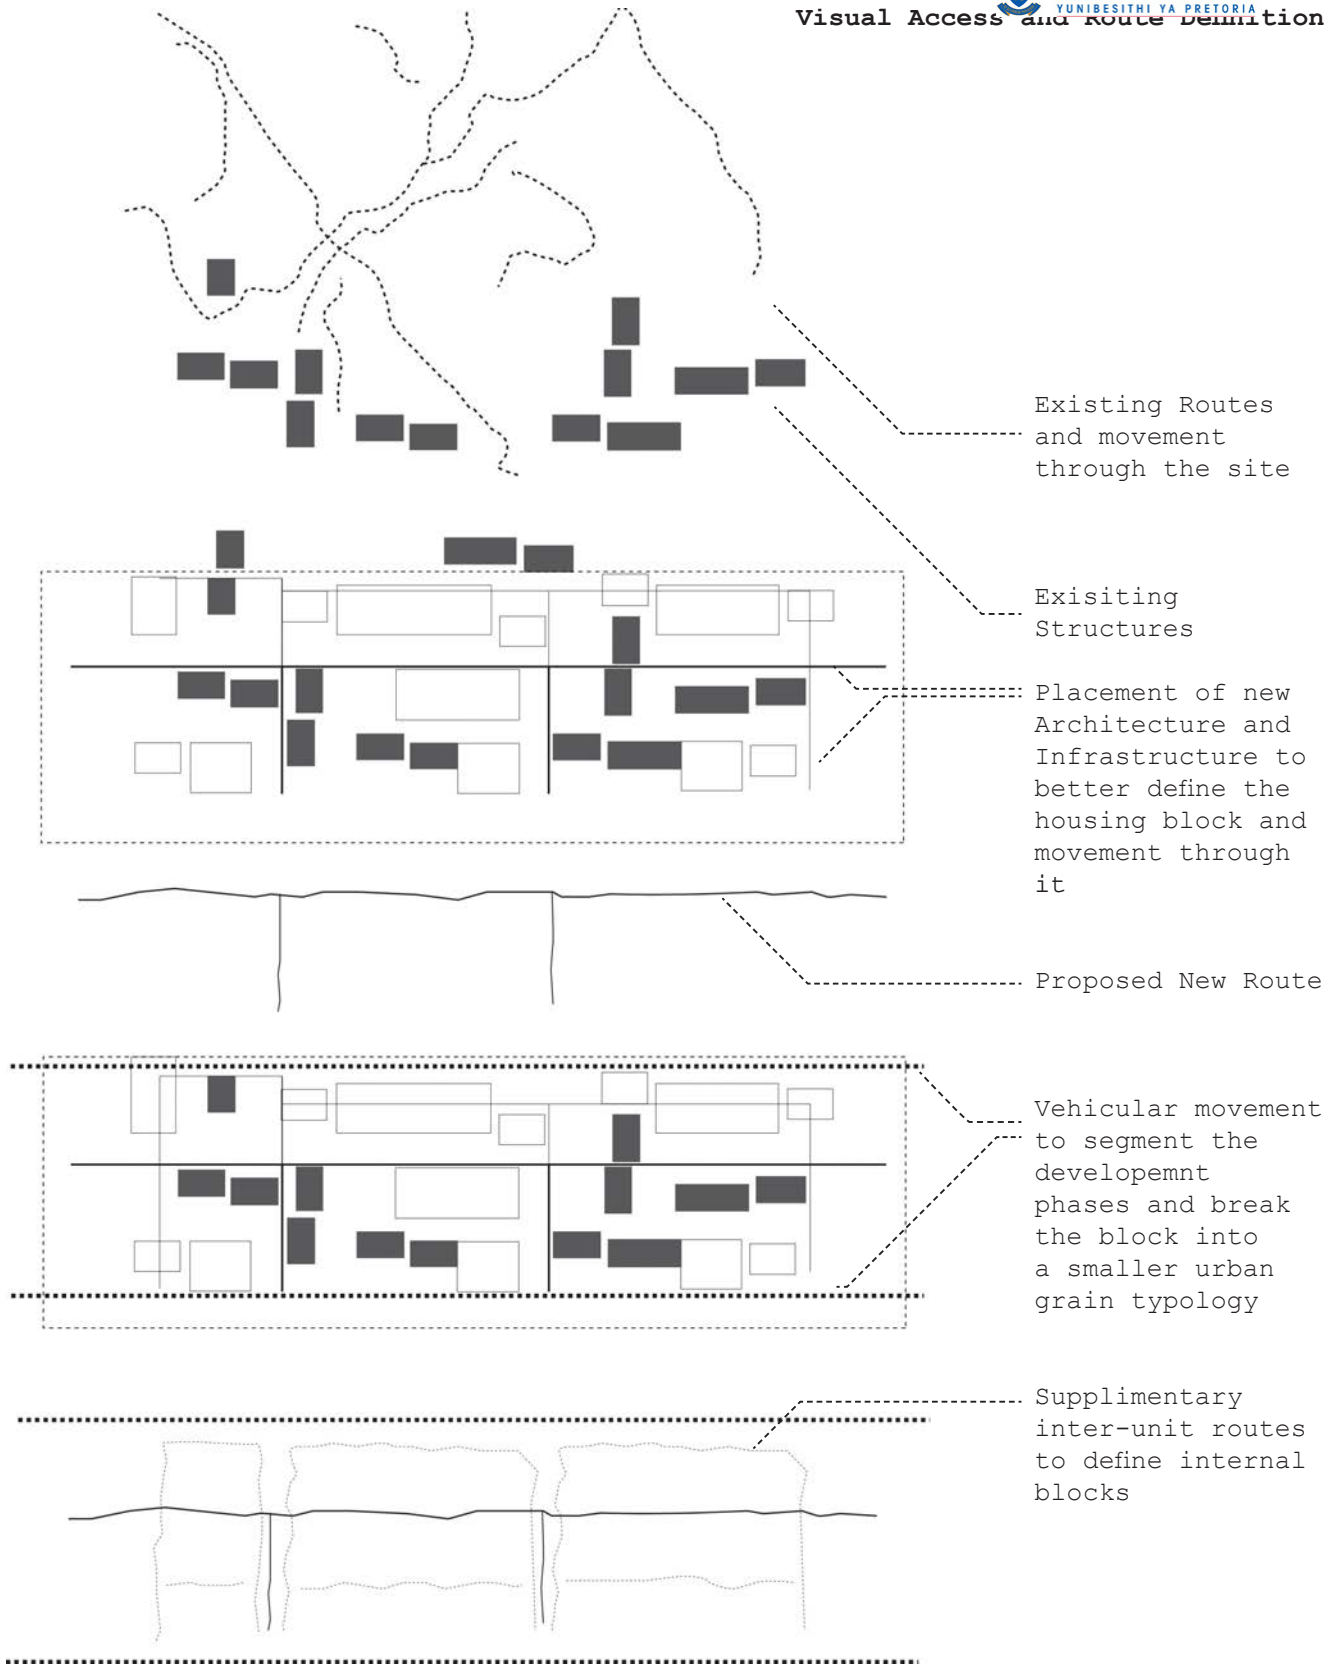 YUNIBESITHI YA PRETORIA
Visual Access and Route Definition
Existing Routes
and movement
through the site
Exisiting
Structures
Placement of new
Architecture and
Infrastructure to
better define the
housing block and
movement through
it
Proposed New Route
Vehicular movement
to segment the
developemnt
phases and break
the block into
a smaller urban
grain typology
Supplimentary
inter-unit routes
to define internal
blocks